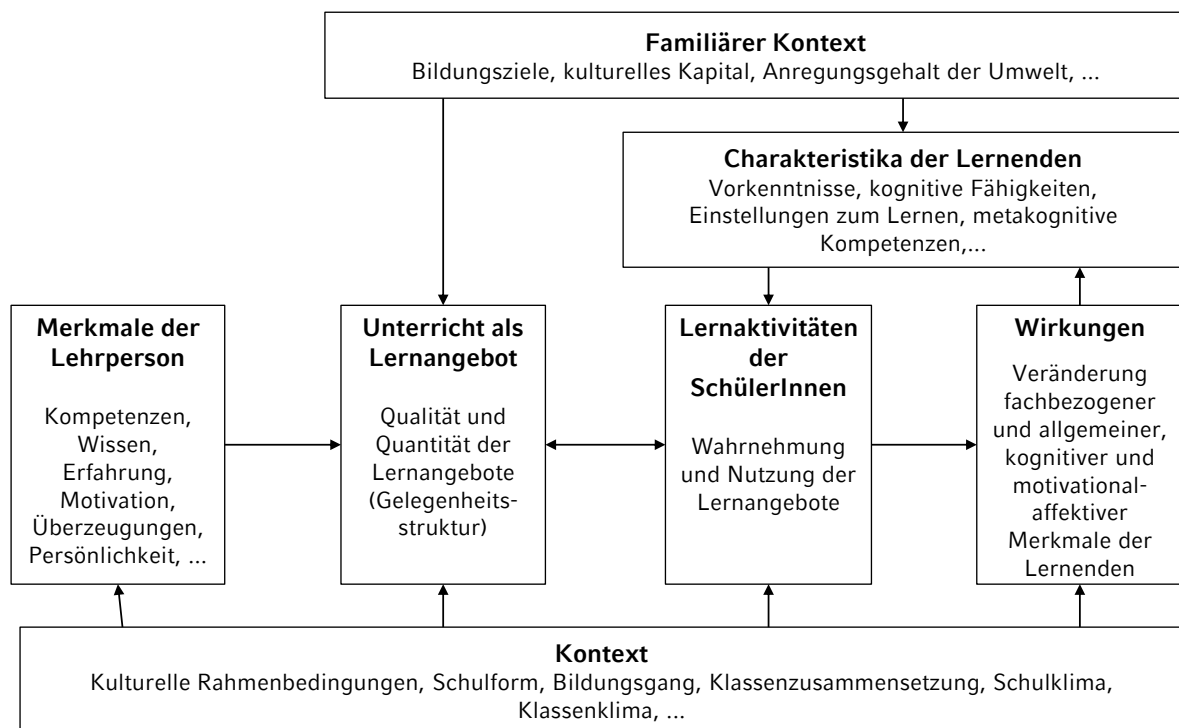 Familiärer Kontext
Bildungsziele, kulturelles Kapital, Anregungsgehalt der Umwelt, ...
Charakteristika der Lernenden
Vorkenntnisse, kognitive Fähigkeiten,
Einstellungen zum Lernen, metakognitive
Kompetenzen,...
Merkmale der
Lehrperson
Kompetenzen,
Wissen,
Erfahrung,
Motivation,
Überzeugungen,
Persönlichkeit, ...
Unterricht als
Lernangebot
Qualität und
Quantität der
Lernangebote
(Gelegenheits-
struktur)
Lernaktivitäten
der
SchülerInnen
Wahrnehmung
und Nutzung der
Lernangebote
Wirkungen
Veränderung
fachbezogener
und allgemeiner,
kognitiver und
motivational-
affektiver
Merkmale der
Lernenden
Kontext
Kulturelle Rahmenbedingungen, Schulform, Bildungsgang, Klassenzusammensetzung, Schulklima,
Klassenklima, ...